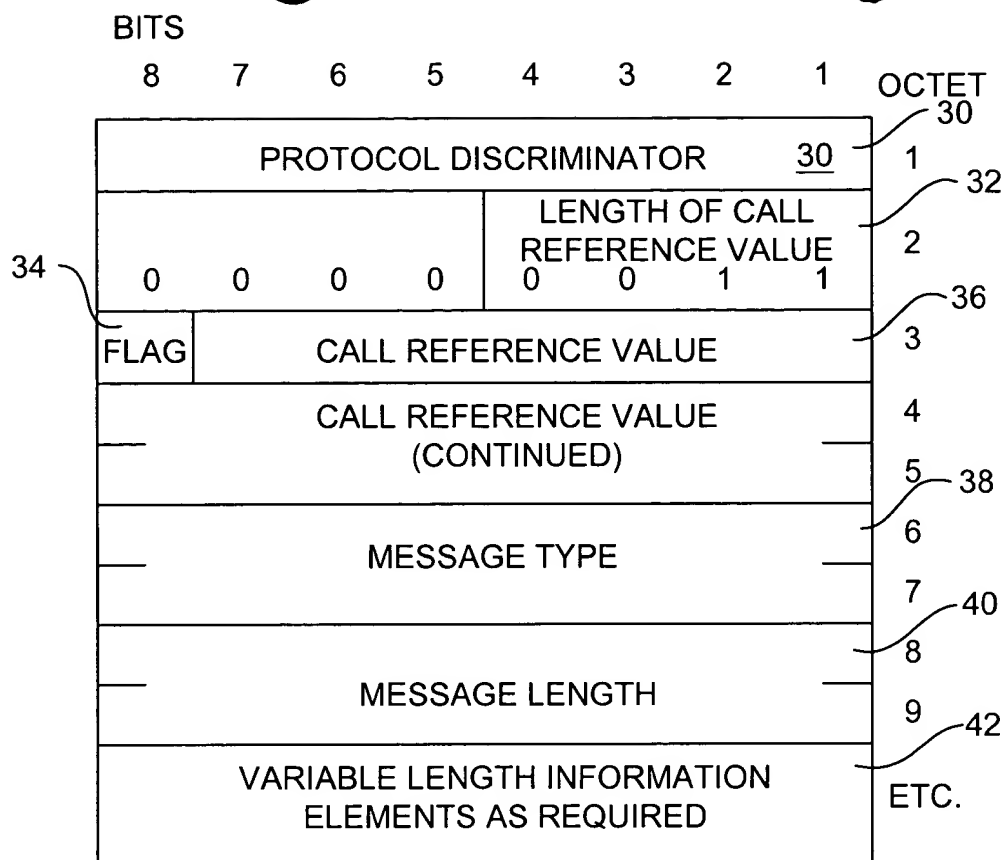 BITS
8 7 6 5 4 3 2 1 OCTET
30
PROTOCOL DISCRIMINATOR 30 1
32
LENGTH OF CALL
REFERENCE VALUE 2
34
0 0 0 0 0 0 1 1
36
FLAG CALL REFERENCE VALUE 3
CALL REFERENCE VALUE 4
(CONTINUED)
5
38
6
MESSAGE TYPE
7
40
8
MESSAGE LENGTH
9
42
VARIABLE LENGTH INFORMATION
ELEMENTS AS REQUIRED
ETC.